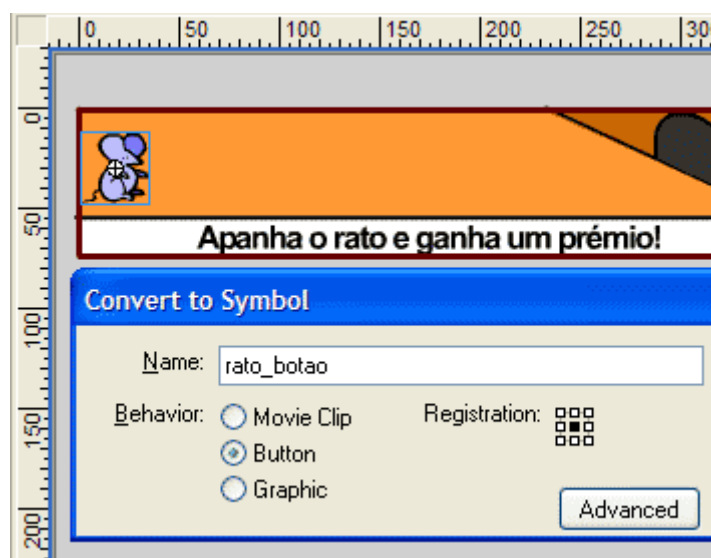 0 50 100 150 200 250 30
0
50
Apanha o rato e ganha um prémio!
Convert to Symbol
100
Name: rato_botao
150
Behavior: Movie Clip Registration:
Button
Graphic
200
Advanced